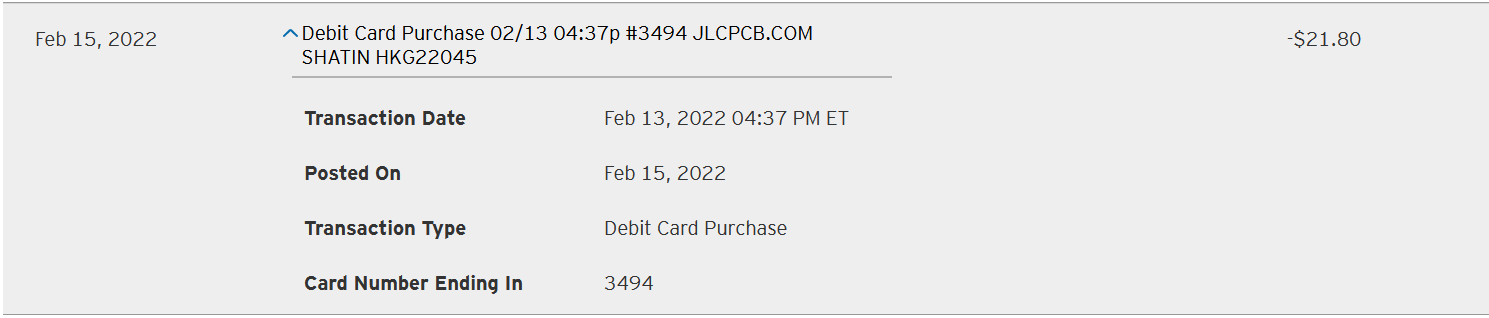 Feb 15, 2022
Debit Card Purchase 02/13 04:37p #3494 JLCPCB.COM
SHATIN HKG22045
-$21.80
Transaction Date Feb 13, 2022 04:37 PM ET
Posted On Feb 15, 2022
Transaction Type Debit Card Purchase
Card Number Ending In 3494